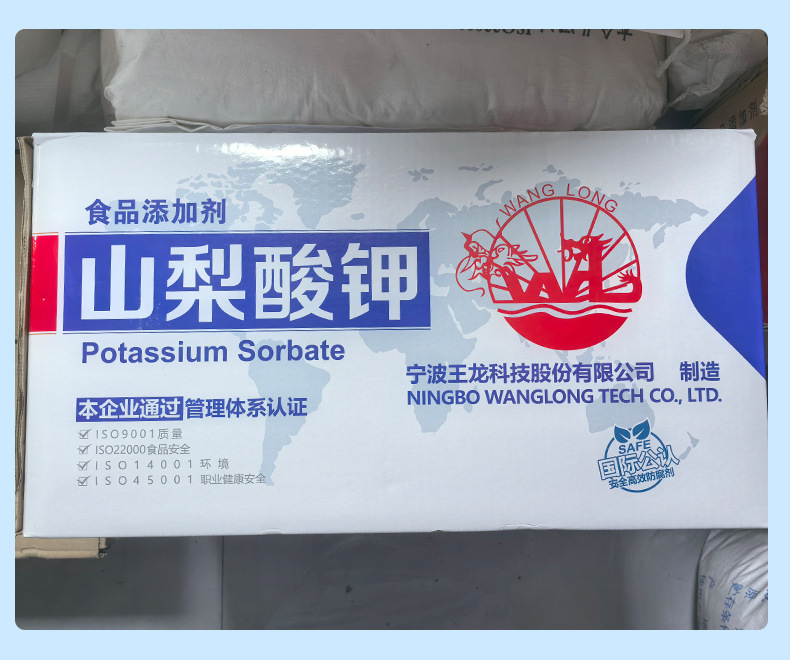 WANG LONG
食品添加剂
山梨酸钾
Potassium Sorbate
宁波王龙科技股份有限公司 制造
NINGBO WANGLONG TECH CO., LTD.
本企业通过管理体系认证
ISO9001质量
ISO22000食品安全
ISO14001环境
ISO45001职业健康安全
SAFE
国际公认
安全高效防腐剂